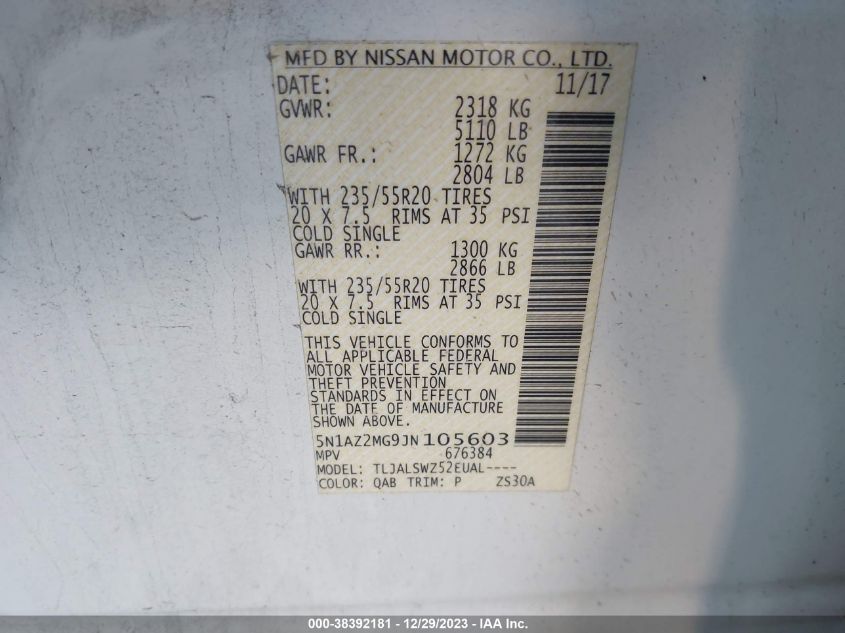 MFD BY NISSAN MOTOR CO., LTD.
DATE: 11/17
GVWR: 2318 KG
5110 LB
GAWR FR.: 1272 KG
2804 LB
WITH 235/55R20 TIRES
20 X 7.5 RIMS AT 35 PSI
COLD SINGLE
GAWR RR.: 1300 KG
2866 LB
WITH 235/55R20 TIRES
20 X 7.5 RIMS AT 35 PSI
COLD SINGLE
THIS VEHICLE CONFORMS TO
ALL APPLICABLE FEDERAL
MOTOR VEHICLE SAFETY AND
THEFT PREVENTION
STANDARDS IN EFFECT ON
THE DATE OF MANUFACTURE
SHOWN ABOVE.
5N1AZ2MG9JN105603
MPV 676384
MODEL: TLJALSWZ52EUAL----
COLOR: QAB TRIM: P ZS30A
000-38392181 - 12/29/2023 - IAA Inc.